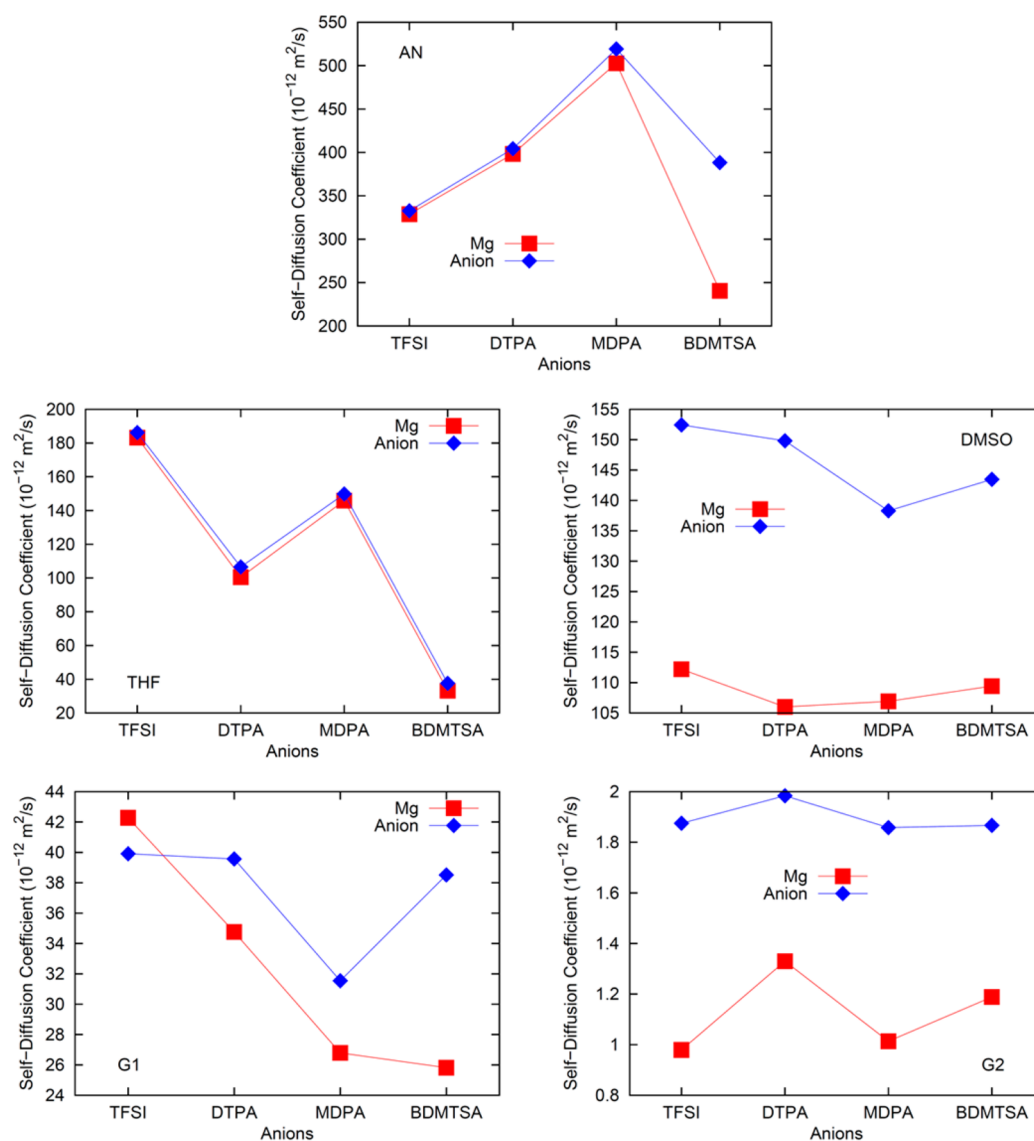 Self-Diffusion Coefficient (10⁻¹² m²/s)
550
500
450
400
350
300
250
200
AN
Mg
Anion
TFSI DTPA MDPA BDMTSA
Anions
Self-Diffusion Coefficient (10⁻¹² m²/s)
200
180
160
140
120
100
80
60
40
20
Mg
Anion
THF
TFSI DTPA MDPA BDMTSA
Anions
Self-Diffusion Coefficient (10⁻¹² m²/s)
155
150
145
140
135
130
125
120
115
110
105
DMSO
Mg
Anion
TFSI DTPA MDPA BDMTSA
Anions
Self-Diffusion Coefficient (10⁻¹² m²/s)
44
42
40
38
36
34
32
30
28
26
24
Mg
Anion
G1
TFSI DTPA MDPA BDMTSA
Anions
Self-Diffusion Coefficient (10⁻¹² m²/s)
2
1.8
1.6
1.4
1.2
1
0.8
Mg
Anion
G2
TFSI DTPA MDPA BDMTSA
Anions